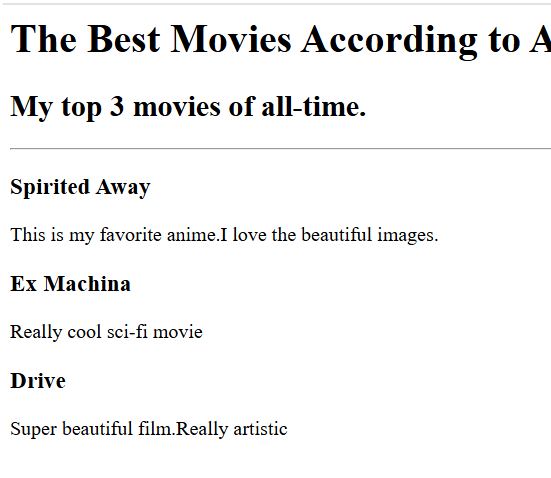 The Best Movies According to A
My top 3 movies of all-time.
Spirited Away
This is my favorite anime.I love the beautiful images.
Ex Machina
Really cool sci-fi movie
Drive
Super beautiful film.Really artistic